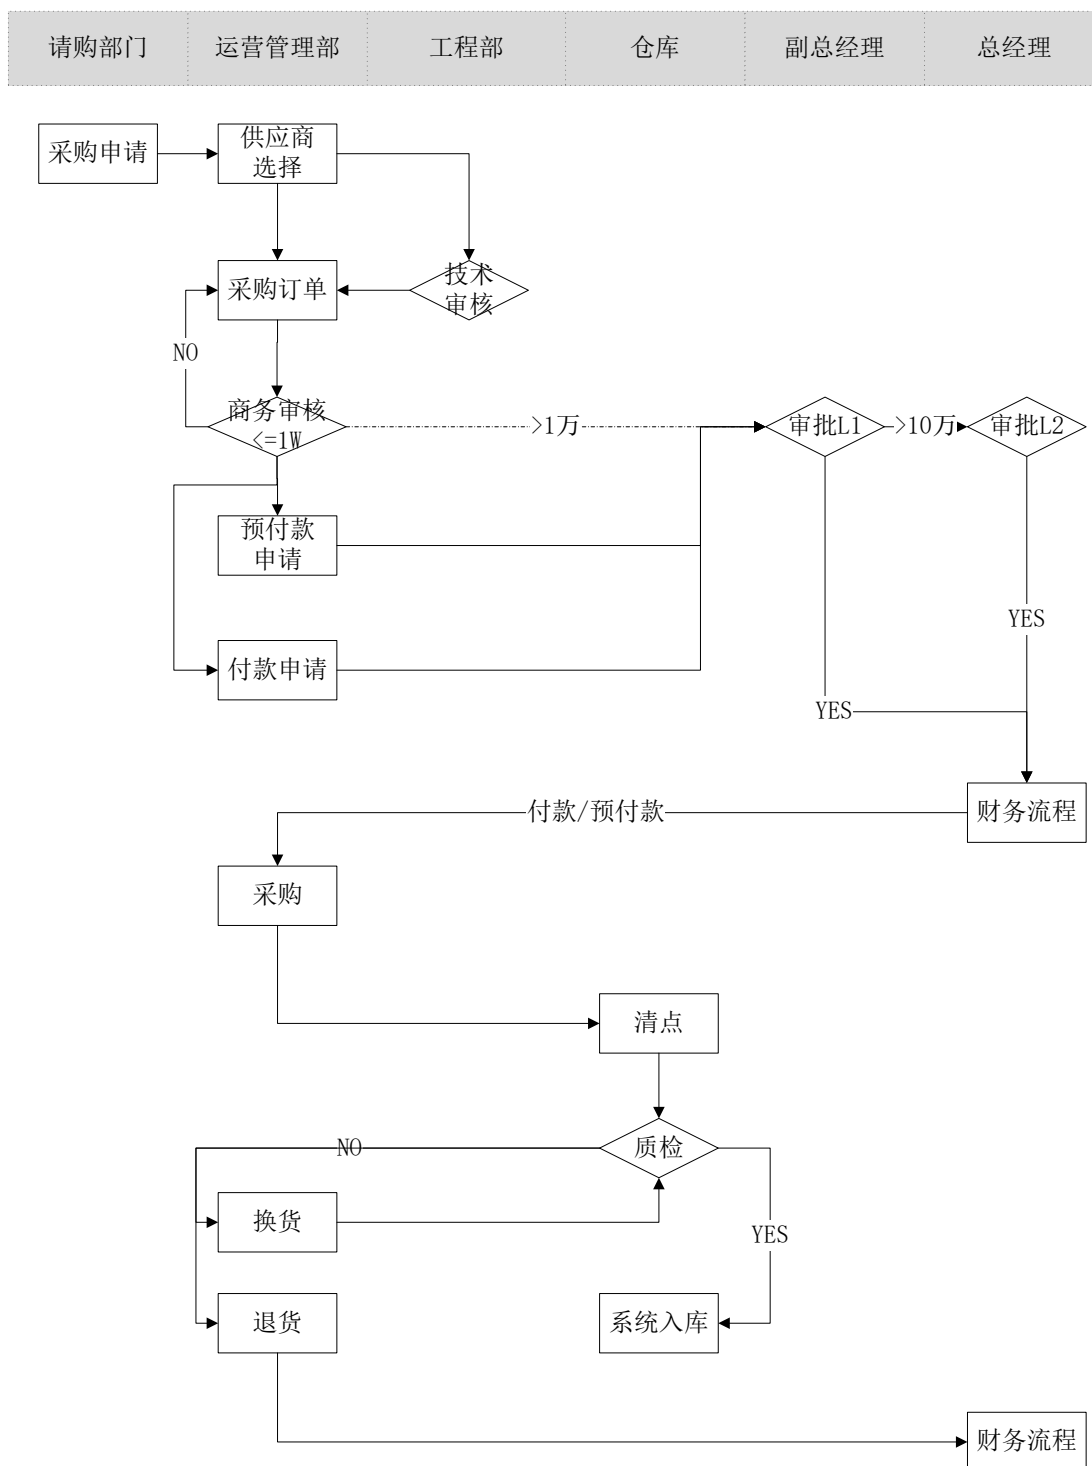 请购部门
运营管理部
工程部
仓库
副总经理
总经理
采购申请
供应商
选择
采购订单
技术
审核
NO
商务审核
<=1W
>1万
审批L1
>10万
审批L2
预付款
申请
YES
付款申请
YES
付款/预付款
财务流程
采购
清点
NO
质检
换货
YES
退货
系统入库
财务流程